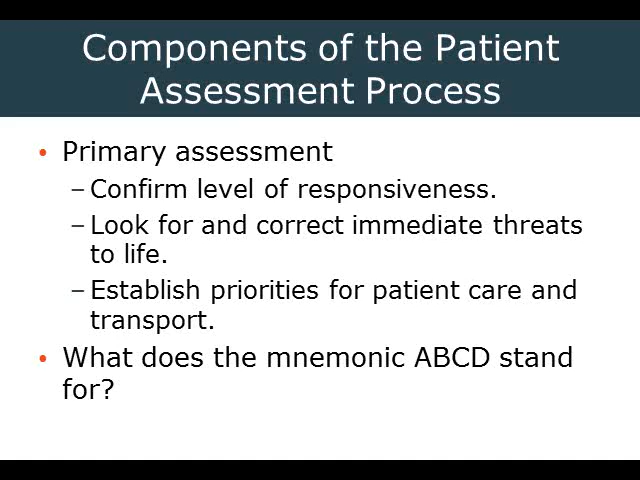 Components of the Patient
Assessment Process
• Primary assessment
– Confirm level of responsiveness.
– Look for and correct immediate threats
to life.
– Establish priorities for patient care and
transport.
• What does the mnemonic ABCD stand
for?